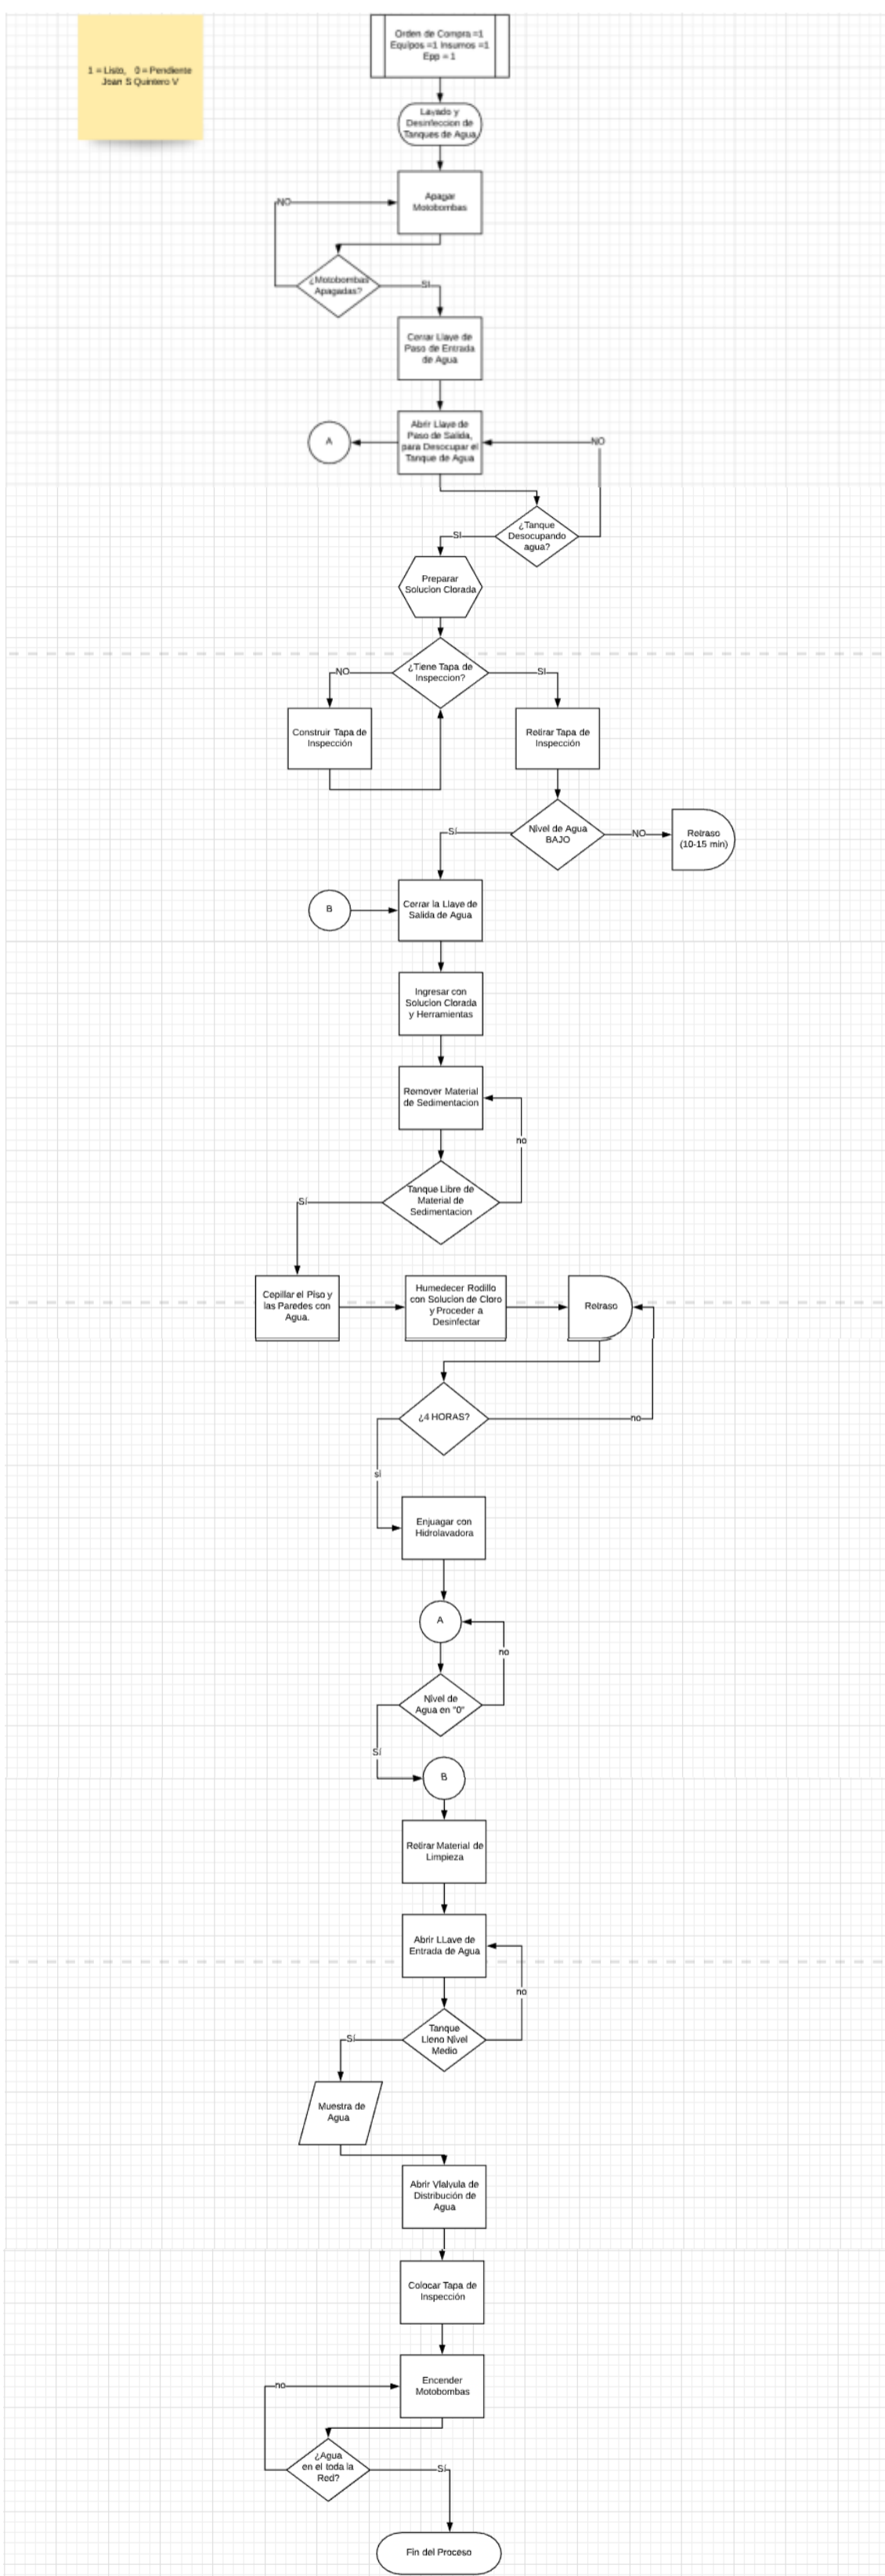 1 = Listo, 0 = Pendiente
Joan S Quintero V
Orden de Compra =1
Equipos =1 Insumos =1
Epp = 1
Lavado y
Desinfeccion de
Tanques de Agua
Apagar
Motobombas
NO
¿Motobombas
Apagadas?
SI
Cerrar Llave de
Paso de Entrada
de Agua
Abrir Llave de
Paso de Salida,
para Desocupar el
Tanque de Agua
A
NO
¿Tanque
Desocupando
agua?
SI
Preparar
Solucion Clorada
¿Tiene Tapa de
Inspeccion?
NO
SI
Construir Tapa de
Inspección
Retirar Tapa de
Inspección
Nivel de Agua
BAJO
Sí
NO
Retraso
(10-15 min)
B
Cerrar la Llave de
Salida de Agua
Ingresar con
Solucion Clorada
y Herramientas
Remover Material
de Sedimentacion
no
Tanque Libre de
Material de
Sedimentacion
Sí
Cepillar el Piso y
las Paredes con
Agua.
Humedecer Rodillo
con Solucion de Cloro
y Proceder a
Desinfectar
Retraso
¿4 HORAS?
no
sí
Enjuagar con
Hidrolavadora
A
no
Nivel de
Agua en "0"
Sí
B
Retirar Material de
Limpieza
Abrir LLave de
Entrada de Agua
no
Tanque
Lleno Nivel
Medio
Sí
Muestra de
Agua
Abrir Vlalvula de
Distribución de
Agua
Colocar Tapa de
Inspección
Encender
Motobombas
no
¿Agua
en el toda la
Red?
Sí
Fin del Proceso